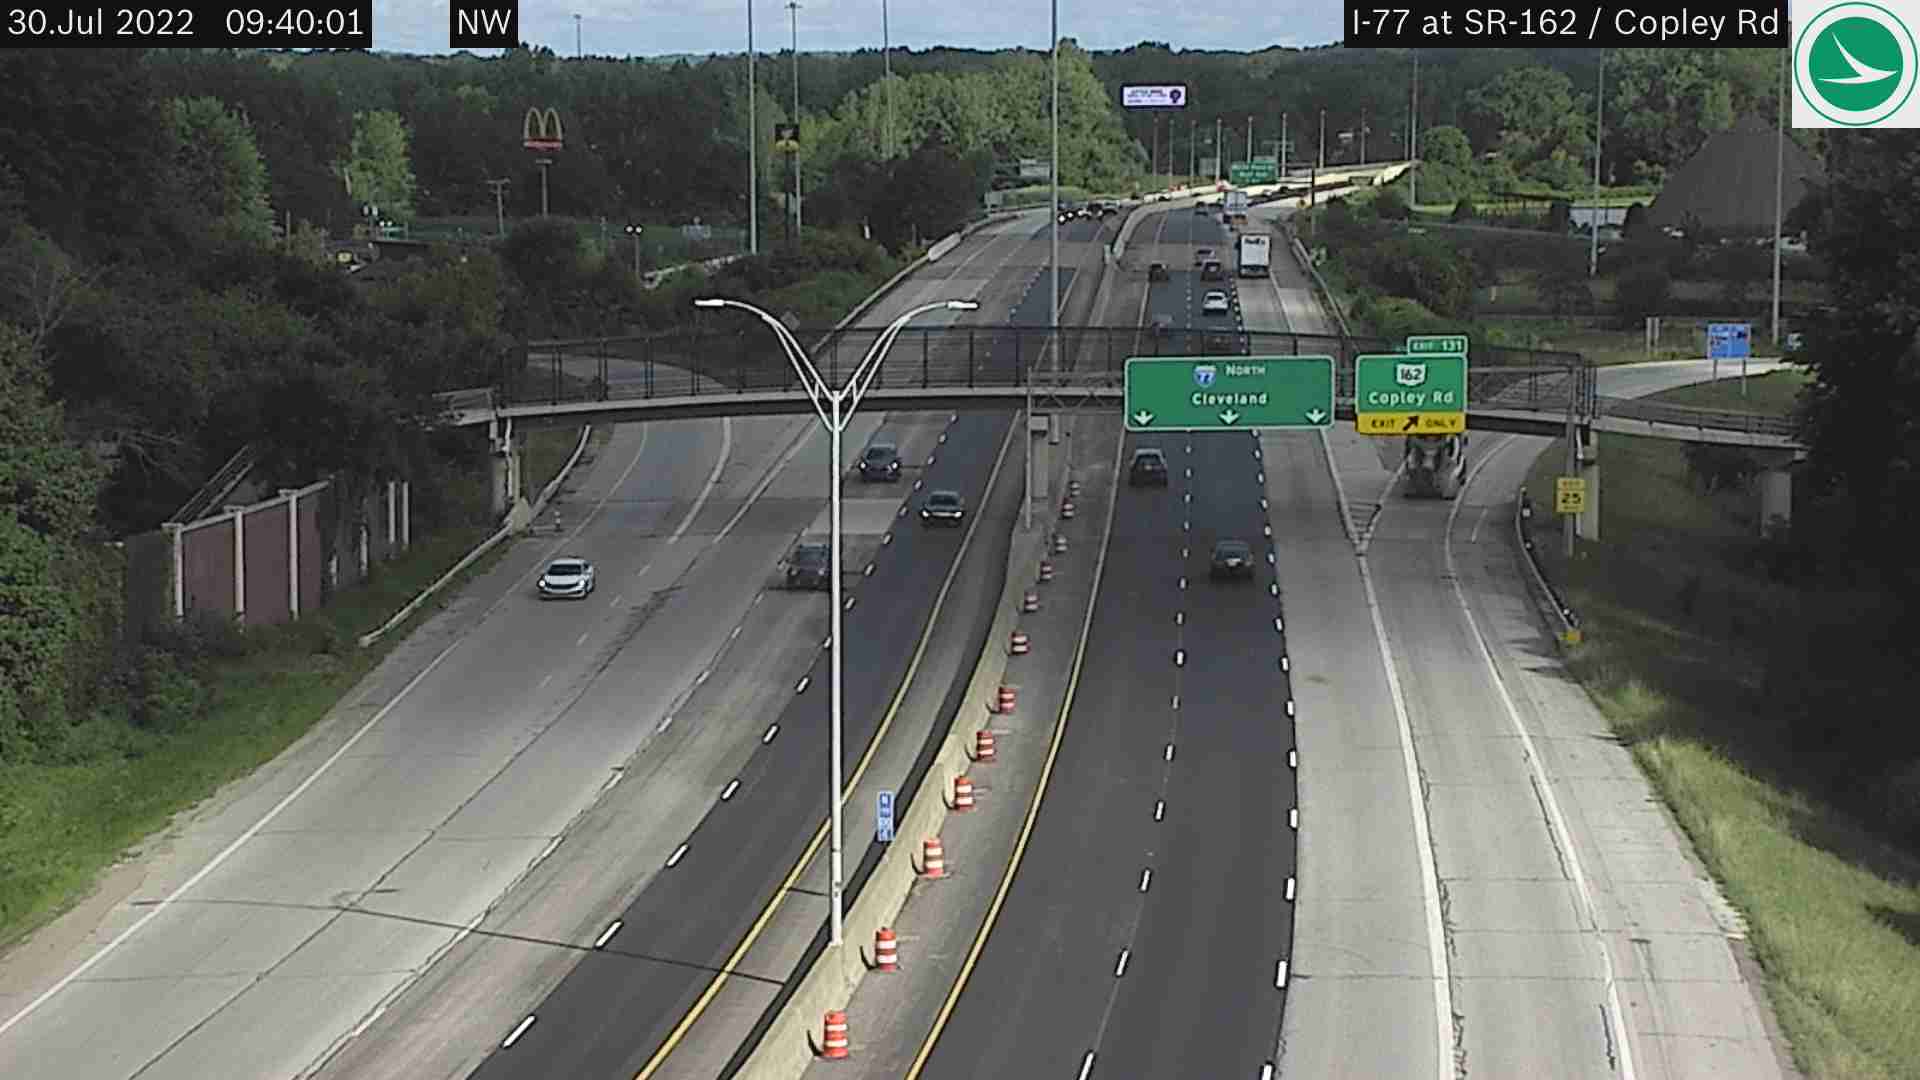 30.Jul 2022 09:40:01 NW I-77 at SR-162 / Copley Rd
EXIT 131
77 NORTH
Cleveland
162
Copley Rd
EXIT ONLY
25
FedEx